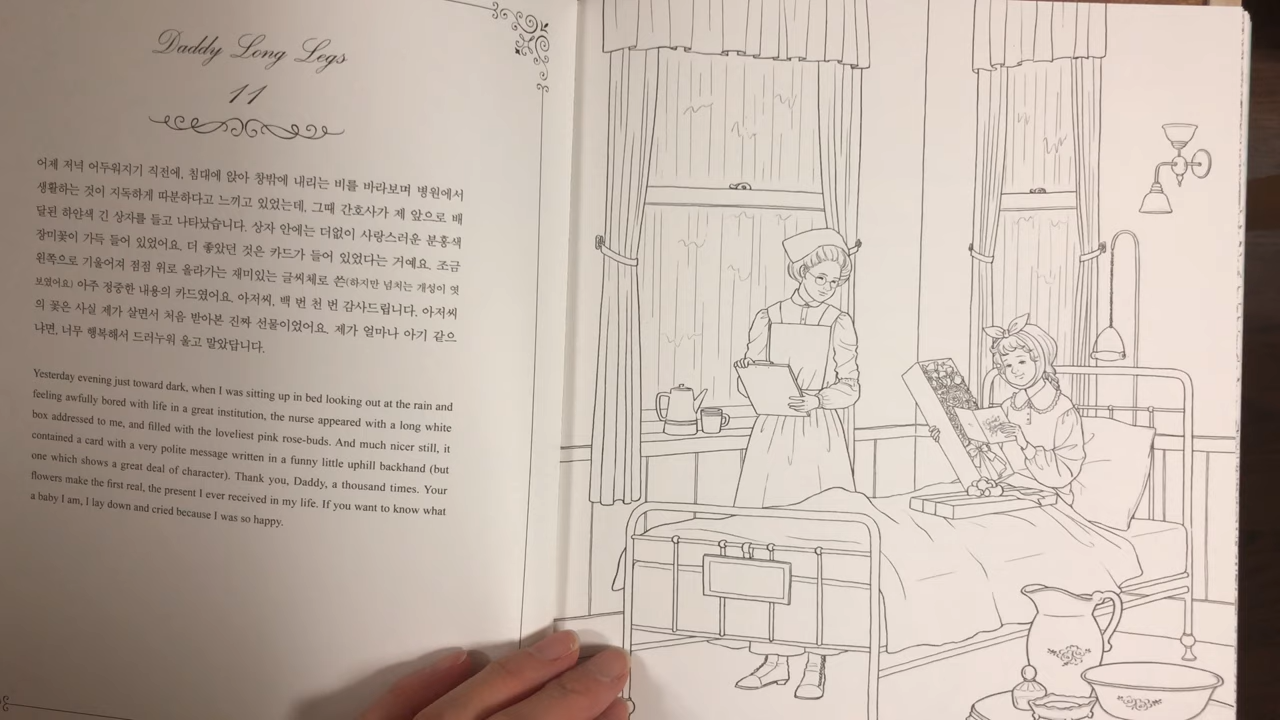 Daddy Long Legs
11
어제 저녁 어두워지기 직전에, 침대에 앉아 창밖에 내리는 비를 바라보며 병원에서
생활하는 것이 지독하게 따분하다고 느끼고 있었는데, 그때 간호사가 제 앞으로 배
달된 하얀색 긴 상자를 들고 나타났습니다. 상자 안에는 더없이 사랑스러운 분홍색
장미꽃이 가득 들어 있었어요. 더 좋았던 것은 카드가 들어 있었다는 거예요. 조금
왼쪽으로 기울어져 점점 위로 올라가는 재미있는 글씨체로 쓴(하지만 넘치는 개성이 엿
보였어요) 아주 정중한 내용의 카드였어요. 아저씨, 백 번 천 번 감사드립니다. 아저씨
의 꽃은 사실 제가 살면서 처음 받아본 진짜 선물이었어요. 제가 얼마나 아기 같으
냐면, 너무 행복해서 드러누워 울고 말았답니다.
Yesterday evening just toward dark, when I was sitting up in bed looking out at the rain and
feeling awfully bored with life in a great institution, the nurse appeared with a long white
box addressed to me, and filled with the loveliest pink rose-buds. And much nicer still, it
contained a card with a very polite message written in a funny little uphill backhand (but
one which shows a great deal of character). Thank you, Daddy, a thousand times. Your
flowers make the first real, the present I ever received in my life. If you want to know what
a baby I am, I lay down and cried because I was so happy.